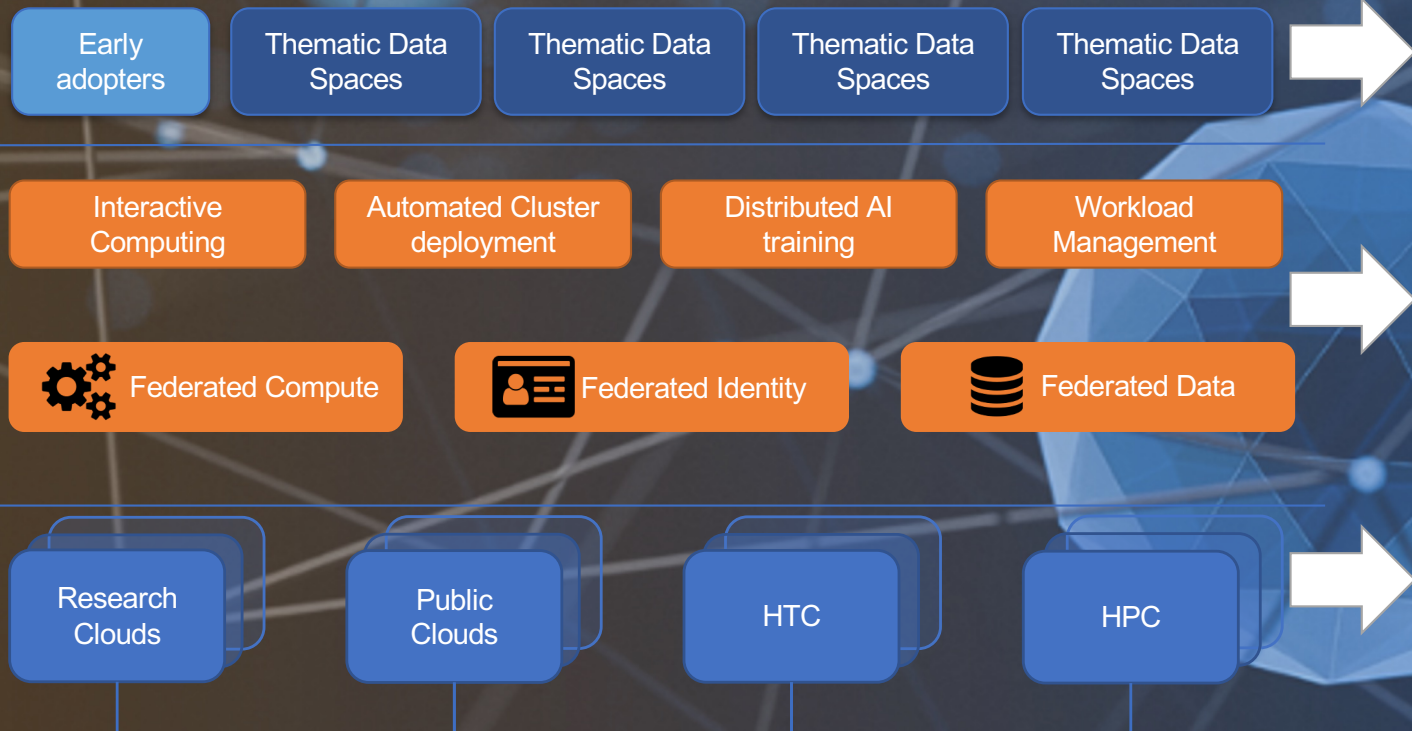 Early
adopters
Thematic Data
Spaces
Thematic Data
Spaces
Thematic Data
Spaces
Thematic Data
Spaces
Interactive
Computing
Automated Cluster
deployment
Distributed AI
training
Workload
Management
Federated Compute
Federated Identity
Federated Data
Research
Clouds
Public
Clouds
HTC
HPC